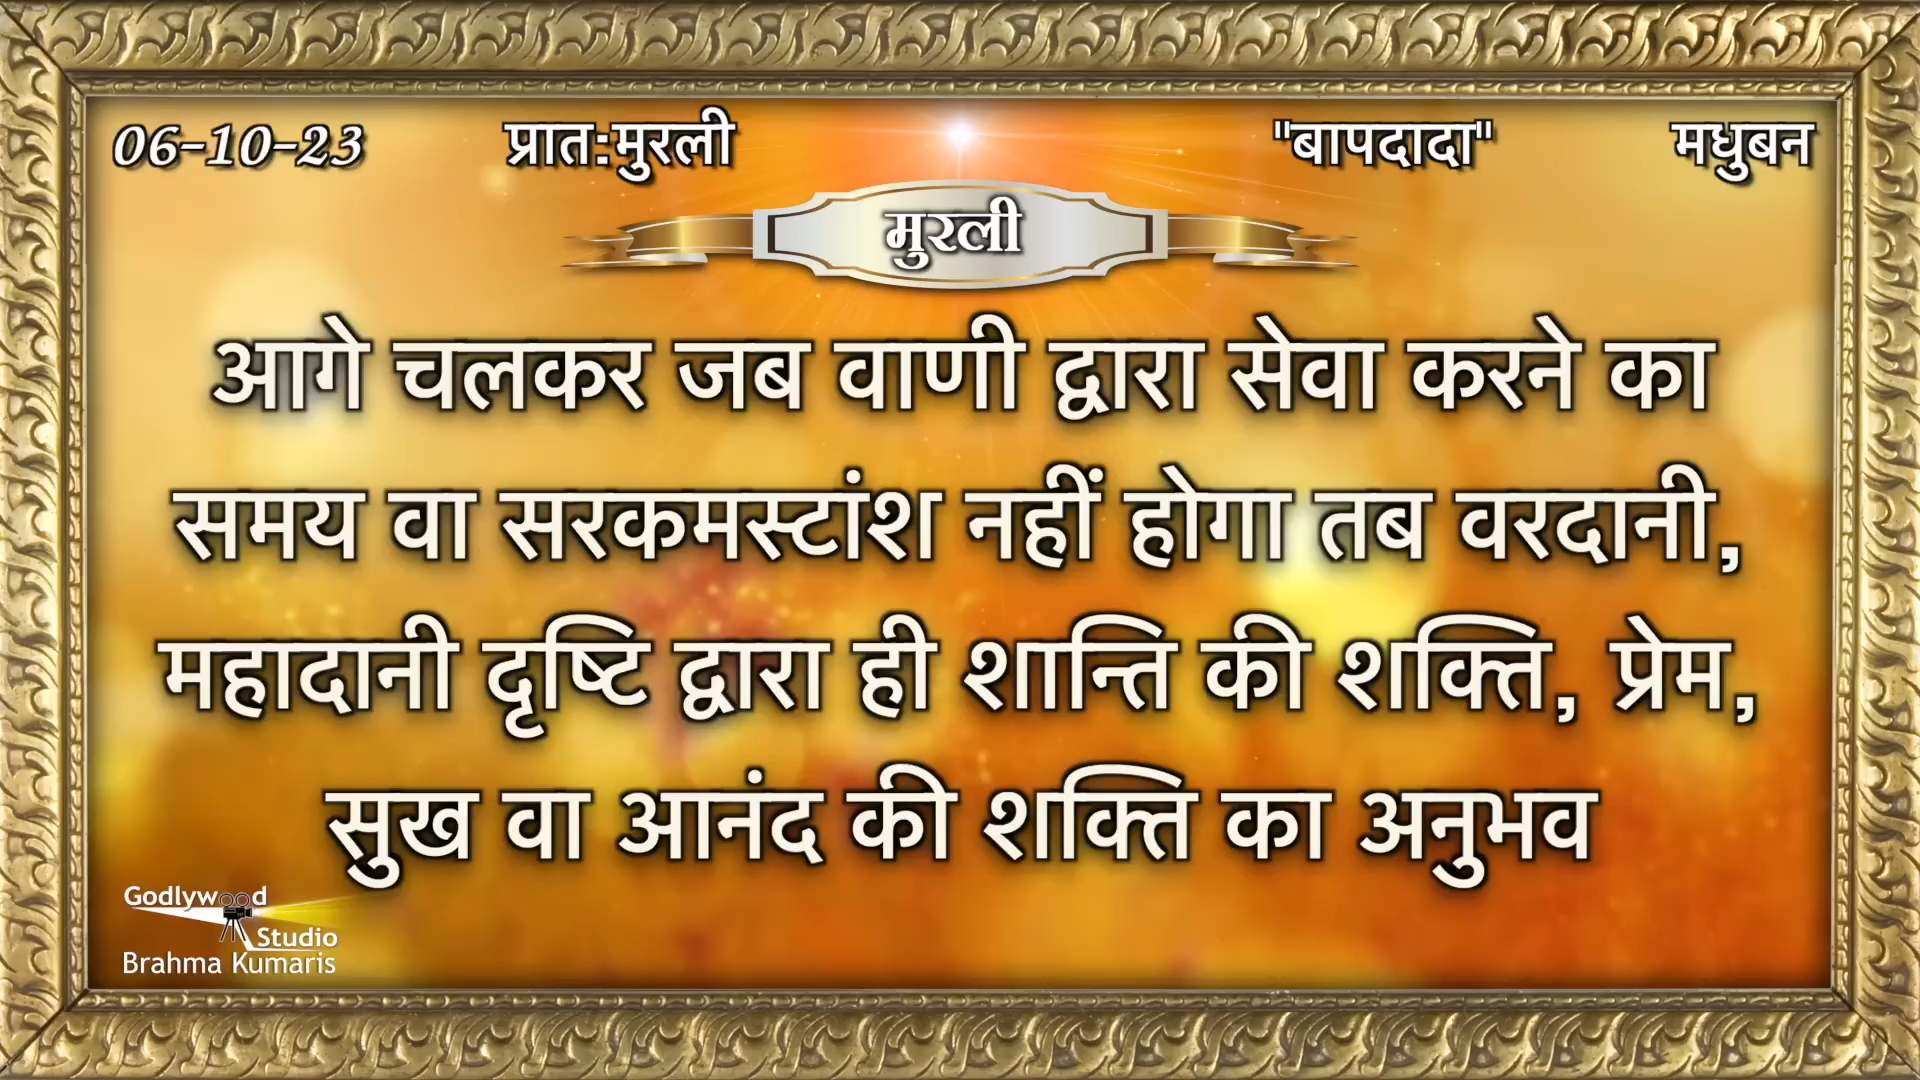 06-10-23 प्रात:मुरली "बापदादा" मधुबन
मुरली
आगे चलकर जब वाणी द्वारा सेवा करने का
समय वा सरकमस्टांश नहीं होगा तब वरदानी,
महादानी दृष्टि द्वारा ही शान्ति की शक्ति, प्रेम,
सुख वा आनंद की शक्ति का अनुभव
Godlywood
Studio
Brahma Kumaris